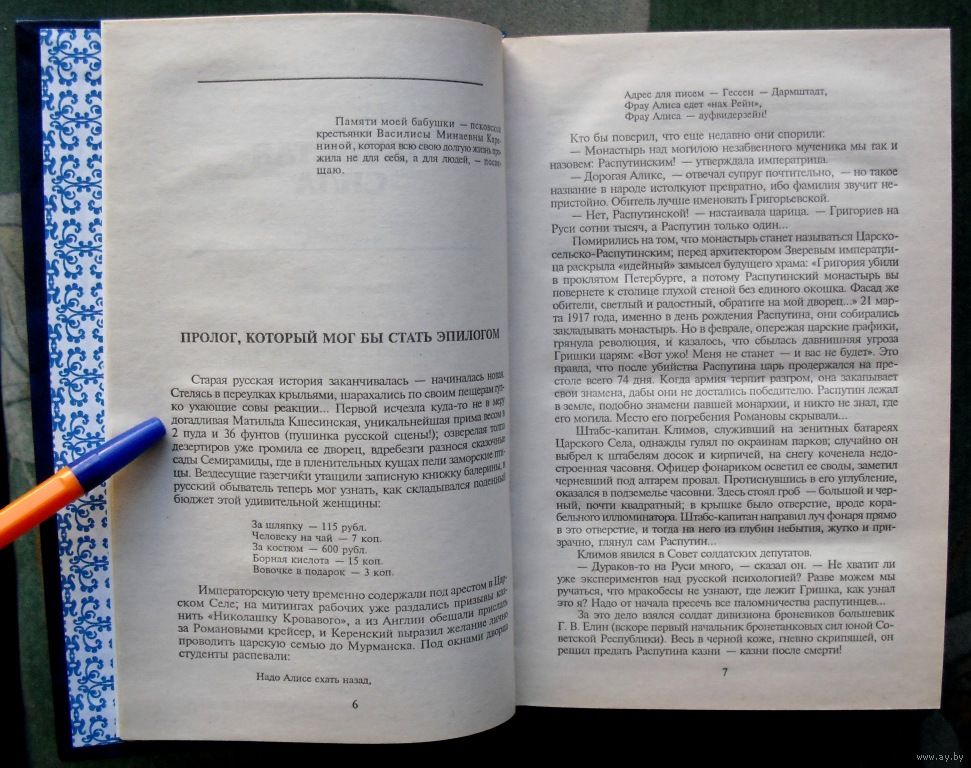 Памяти моей бабушки — псковской
крестьянки Василисы Минаевны Каре-
ниной, которая всю свою долгую жизнь про-
жила не для себя, а для людей, — посвя-
щаю.
ПРОЛОГ, КОТОРЫЙ МОГ БЫ СТАТЬ ЭПИЛОГОМ
Старая русская история заканчивалась — начиналась новая.
Стелясь в переулках крыльями, шарахались по своим пещерам гул-
ко ухающие совы реакции... Первой исчезла куда-то не в меру
догадливая Матильда Кшесинская, уникальнейшая прима весом в
2 пуда и 36 фунтов (пушинка русской сцены!); озверелая толпа
дезертиров уже громила ее дворец, вдребезги разнося сказочные
сады Семирамиды, где в пленительных кущах пели заморские пти-
цы. Вездесущие газетчики утащили записную книжку балерины, и
русский обыватель теперь мог узнать, как складывался поденный
бюджет этой удивительной женщины:
За шляпку — 115 рубл.
Человеку на чай — 7 коп.
За костюм — 600 рубл.
Борная кислота — 15 коп.
Вовочке в подарок — 3 коп.
Императорскую чету временно содержали под арестом в Цар-
ском Селе; на митингах рабочих уже раздались призывы каз-
нить «Николашку Кровавого», а из Англии обещали прислать
за Романовыми крейсер, и Керенский выразил желание лично
проводить царскую семью до Мурманска. Под окнами дворца
студенты распевали:
Надо Алисе ехать назад,
6
Адрес для писем — Гессен — Дармштадт,
Фрау Алиса едет «нах Рейн»,
Фрау Алиса — ауфвидерзейн!
Кто бы поверил, что еще недавно они спорили:
— Монастырь над могилою незабвенного мученика мы так и
назовем: Распутинским! — утверждала императрица.
— Дорогая Аликс, — отвечал супруг почтительно, — но такое
название в народе истолкуют превратно, ибо фамилия звучит не-
пристойно. Обитель лучше именовать Григорьевской.
— Нет, Распутинской! — настаивала царица. — Григориев на
Руси сотни тысяч, а Распутин только один...
Помирились на том, что монастырь станет называться Царско-
сельско-Распутинским; перед архитектором Зверевым императри-
ца раскрыла «идейный» замысел будущего храма: «Григория убили
в проклятом Петербурге, а потому Распутинский монастырь вы
повернете к столице глухой стеной без единого окошка. Фасад же
обители, светлый и радостный, обратите на мой дворец...» 21 мар-
та 1917 года, именно в день рождения Распутина, они собирались
закладывать монастырь. Но в феврале, опережая царские графики,
грянула революция, и казалось, что сбылась давнишняя угроза
Гришки царям: «Вот ужо! Меня не станет — и вас не будет». Это
правда, что после убийства Распутина царь продержался на пре-
столе всего 74 дня. Когда армия терпит разгром, она закапывает
свои знамена, дабы они не достались победителю. Распутин лежал
в земле, подобно знамени павшей монархии, и никто не знал, где
его могила. Место его погребения Романовы скрывали...
Штабс-капитан Климов, служивший на зенитных батареях
Царского Села, однажды гулял по окраинам парков; случайно он
выбрел к штабелям досок и кирпичей, на снегу коченела недо-
строенная часовня. Офицер фонариком осветил ее своды, заметил
черневший под алтарем провал. Протиснувшись в его углубление,
оказался в подземелье часовни. Здесь стоял гроб — большой и чер-
ный, почти квадратный; в крышке было отверстие, вроде кора-
бельного иллюминатора. Штабс-капитан направил луч фонаря прямо
в это отверстие, и тогда на него из глубин небытия, жутко и при-
зрачно, глянул сам Распутин...
Климов явился в Совет солдатских депутатов.
— Дураков-то на Руси много, — сказал он. — Не хватит ли
уже экспериментов над русской психологией? Разве можем мы
ручаться, что мракобесы не узнают, где лежит Гришка, как узнал
это я? Надо от начала пресечь все паломничества распутинцев...
За это дело взялся солдат дивизиона броневиков большевик
Г. В. Елин (вскоре первый начальник бронетанковых сил юной Со-
ветской Республики). Весь в черной коже, гневно скрипящей, он
решил предать Распутина казни — казни после смерти!
7
www.ay.by